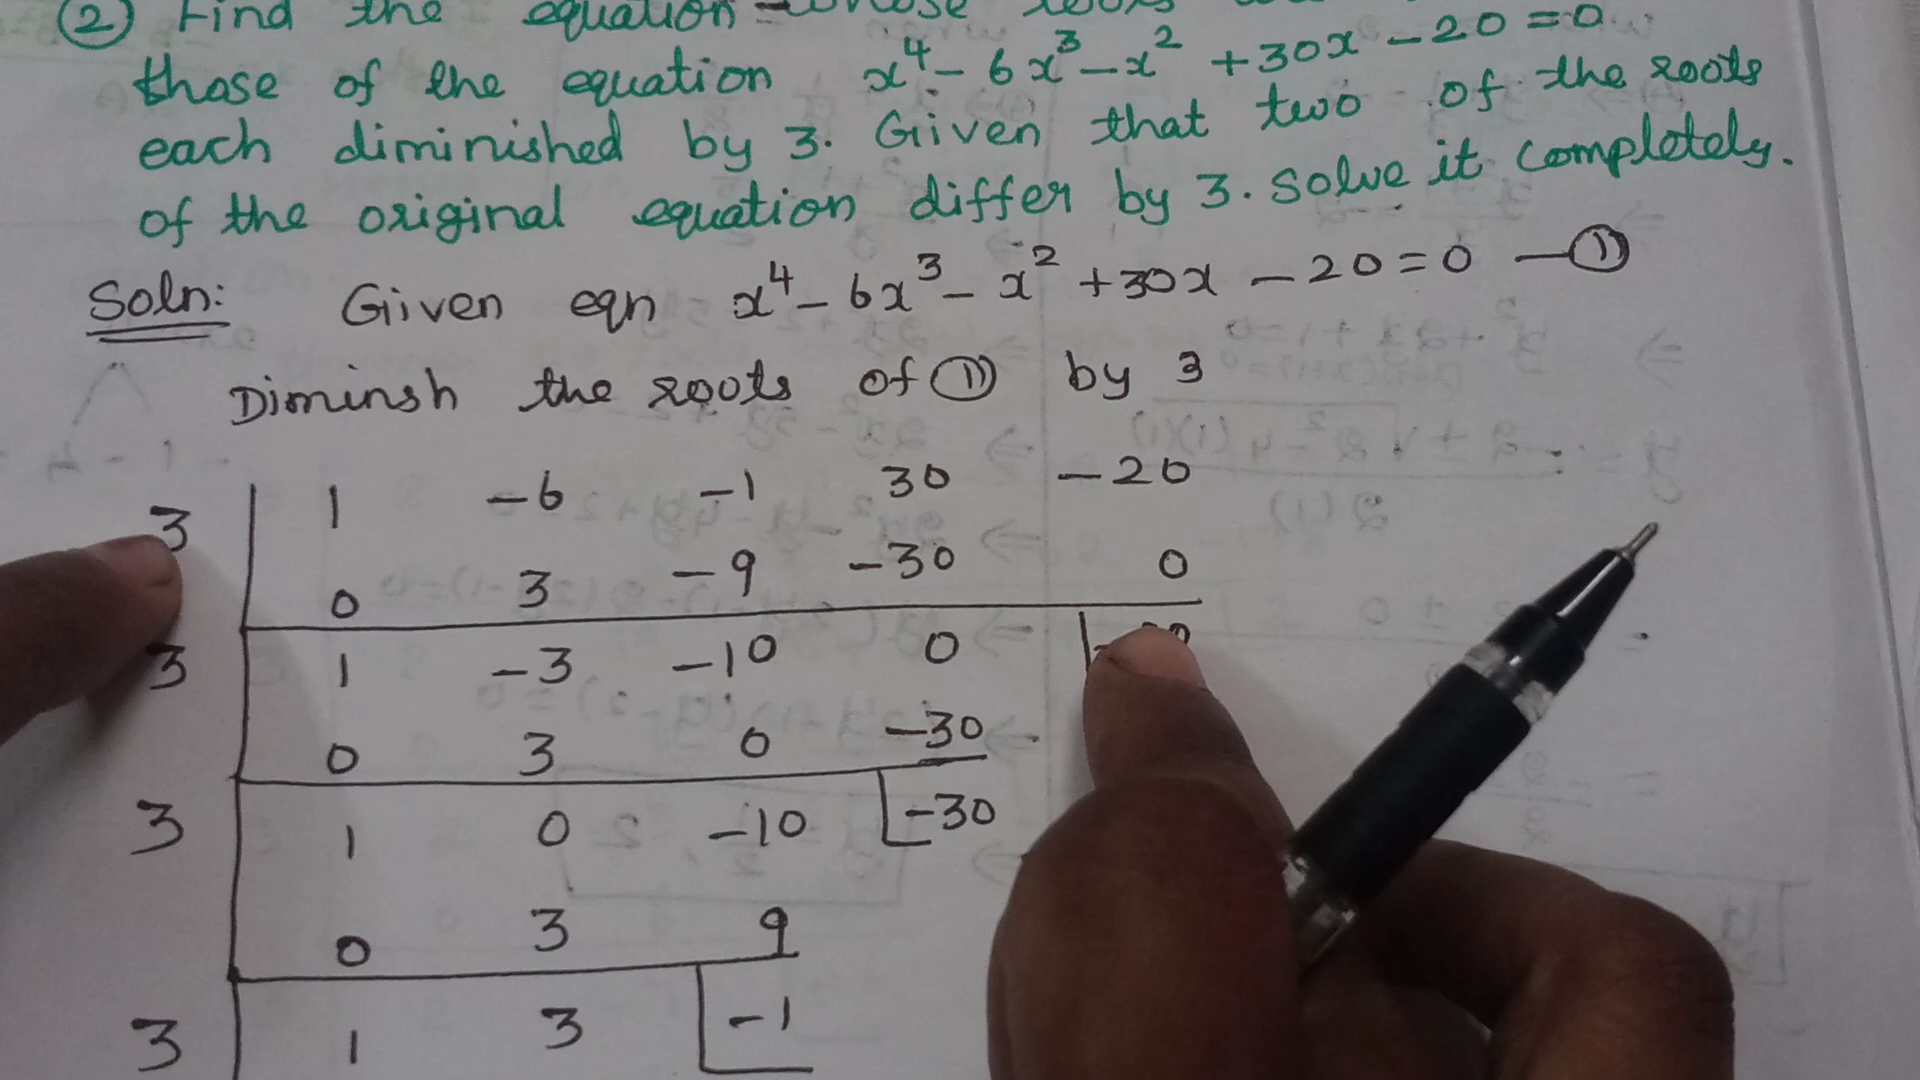 ② Find the equation whose roots
those of the equation x⁴ - 6x³ - x² + 30x - 20 = 0
each diminished by 3. Given that two of the roots
of the original equation differ by 3. Solve it completely.
Soln: Given eqn x⁴ - 6x³ - x² + 30x - 20 = 0 — ①
Diminsh the roots of ① by 3
3 | 1 -6 -1 30 -20
0 3 -9 -30 0
3 | 1 -3 -10 0
0 3 0 -30
3 | 1 0 -10 -30
0 3 9
3 | 1 3 -1